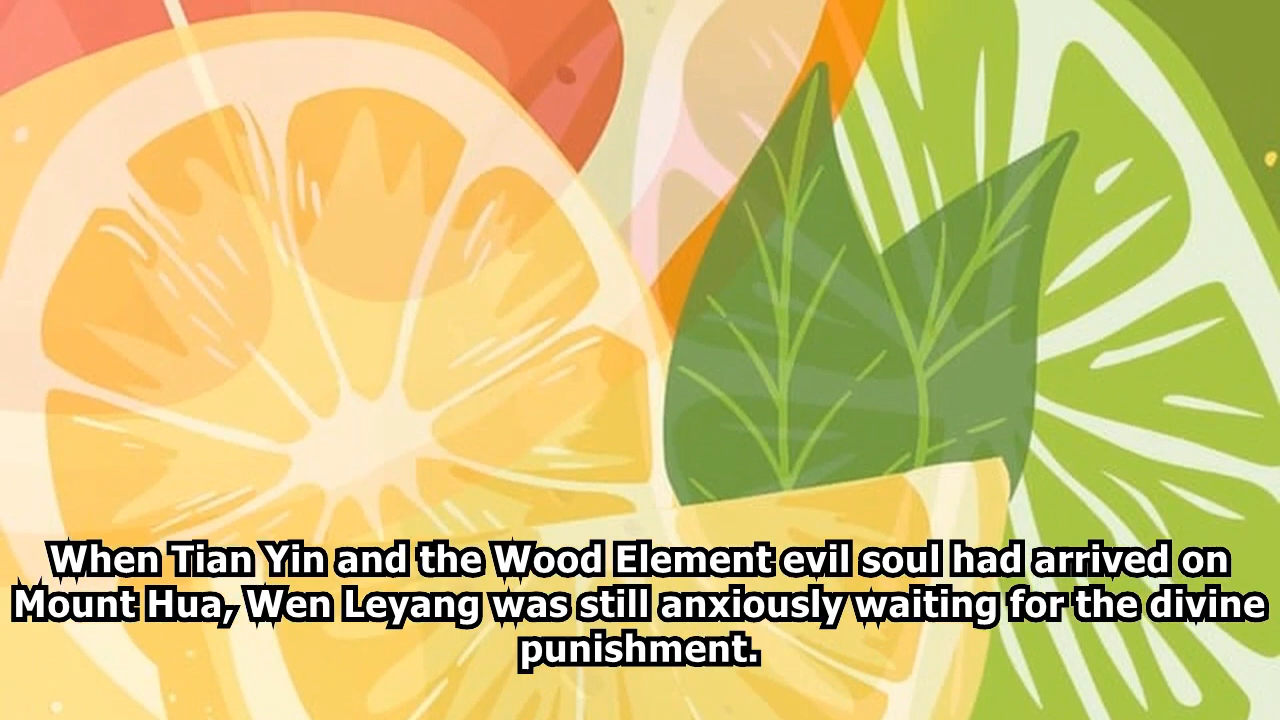 When Tian Yin and the Wood Element evil soul had arrived on
Mount Hua, Wen Leyang was still anxiously waiting for the divine
punishment.